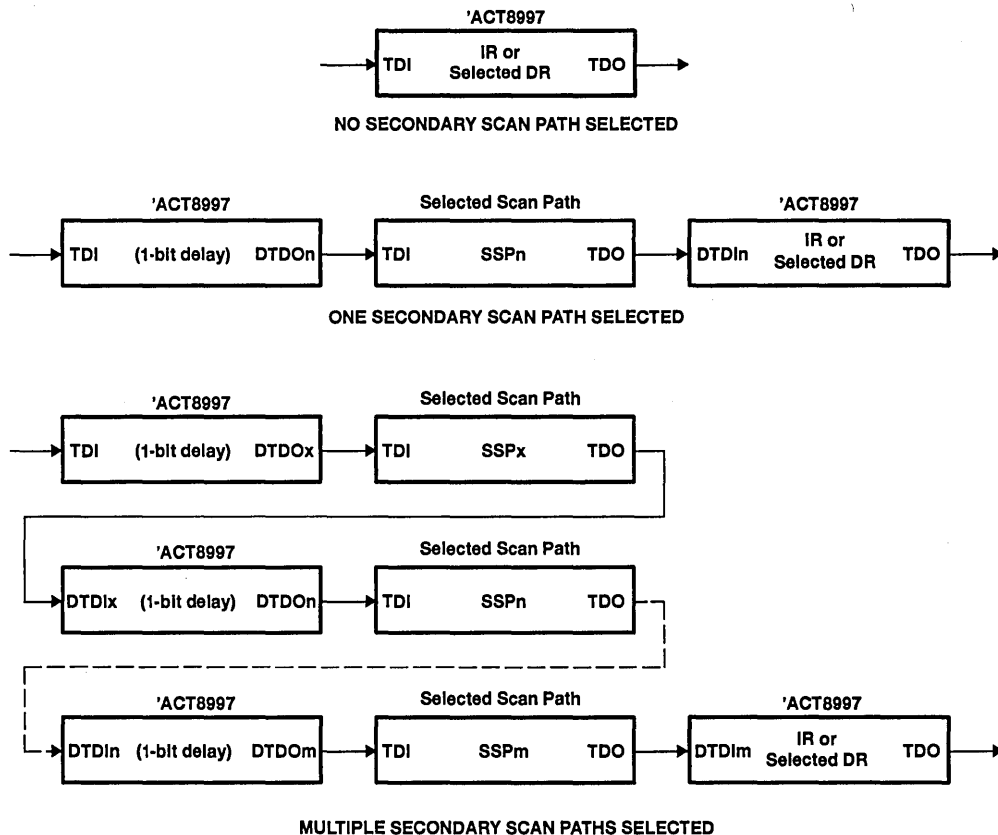 'ACT8997
TDI IR or Selected DR TDO
NO SECONDARY SCAN PATH SELECTED
'ACT8997 Selected Scan Path 'ACT8997
TDI (1-bit delay) DTDOn TDI SSPn TDO DTDIn IR or Selected DR TDO
ONE SECONDARY SCAN PATH SELECTED
'ACT8997 Selected Scan Path
TDI (1-bit delay) DTDOx TDI SSPx TDO
'ACT8997 Selected Scan Path
DTDIx (1-bit delay) DTDOn TDI SSPn TDO
'ACT8997 Selected Scan Path 'ACT8997
DTDIn (1-bit delay) DTDOm TDI SSPm TDO DTDIm IR or Selected DR TDO
MULTIPLE SECONDARY SCAN PATHS SELECTED